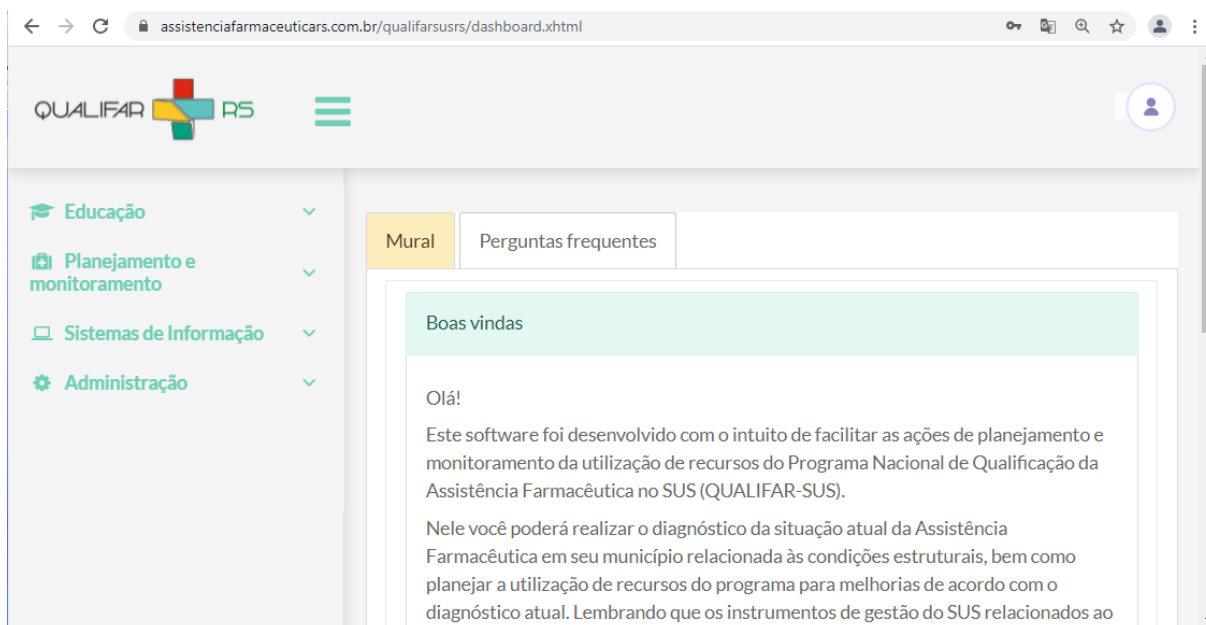 assistenciafarmaceuticars.com.br/qualifarsusrs/dashboard.xhtml
QUALIFAR RS
Educação
Planejamento e
monitoramento
Sistemas de Informação
Administração
Mural
Perguntas frequentes
Boas vindas
Olá!
Este software foi desenvolvido com o intuito de facilitar as ações de planejamento e
monitoramento da utilização de recursos do Programa Nacional de Qualificação da
Assistência Farmacêutica no SUS (QUALIFAR-SUS).
Nele você poderá realizar o diagnóstico da situação atual da Assistência
Farmacêutica em seu município relacionada às condições estruturais, bem como
planejar a utilização de recursos do programa para melhorias de acordo com o
diagnóstico atual. Lembrando que os instrumentos de gestão do SUS relacionados ao